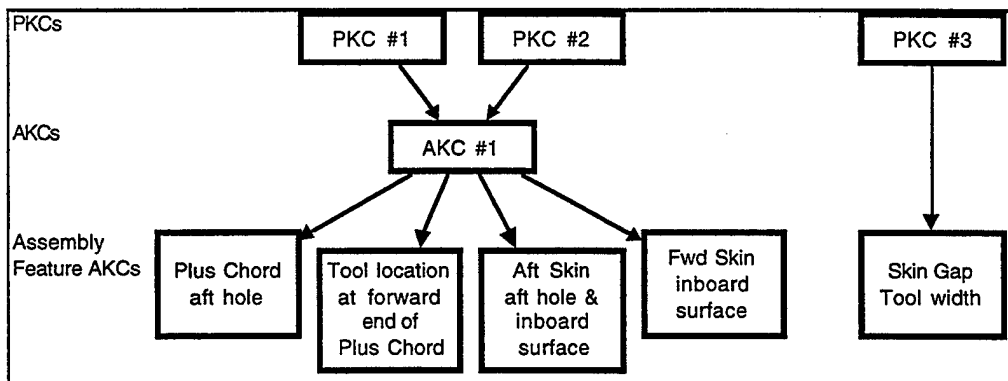 PKCs
PKC #1
PKC #2
PKC #3
AKCs
AKC #1
Assembly
Feature AKCs
Plus Chord
aft hole
Tool location
at forward
end of
Plus Chord
Aft Skin
aft hole &
inboard
surface
Fwd Skin
inboard
surface
Skin Gap
Tool width